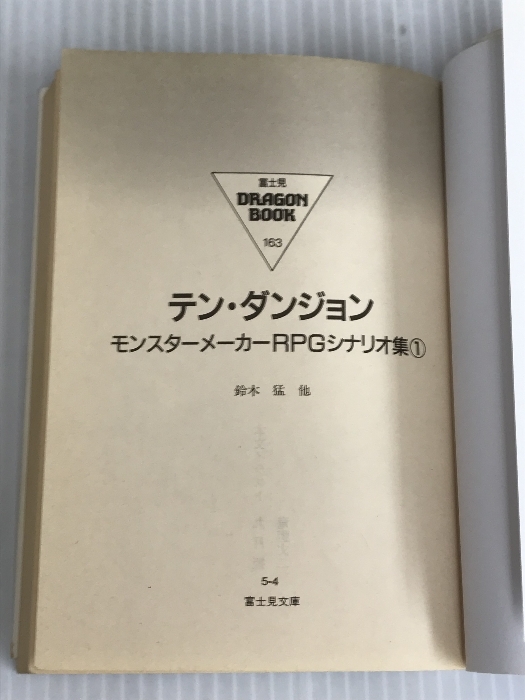 富士見
DRAGON
BOOK
163
テン・ダンジョン
モンスターメーカーRPGシナリオ集①
鈴木 猛 他
5-4
富士見文庫